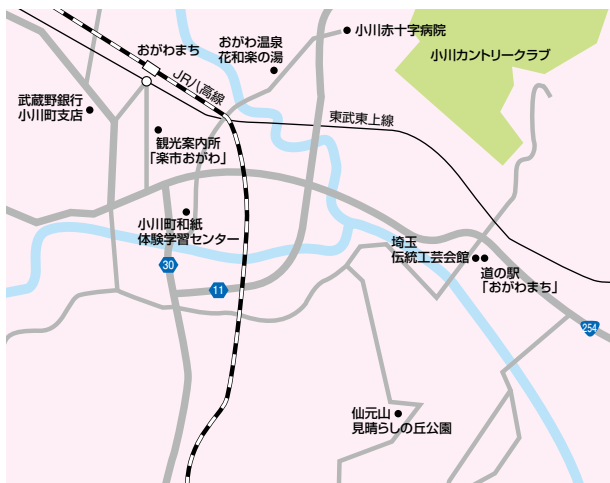 小川赤十字病院
おがわまち
おがわ温泉
花和楽の湯
小川カントリークラブ
JR八高線
武蔵野銀行
小川町支店
東武東上線
観光案内所
「楽市おがわ」
小川町和紙
体験学習センター
埼玉
伝統工芸会館
30
道の駅
「おがわまち」
11
254
仙元山
見晴らしの丘公園